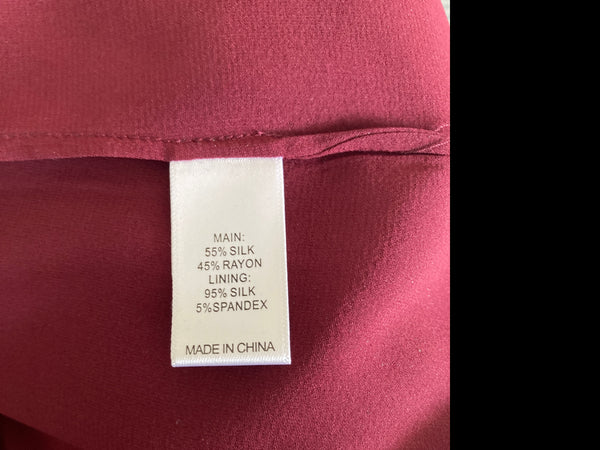 MAIN:
55% SILK
45% RAYON
LINING:
95% SILK
5%SPANDEX
MADE IN CHINA